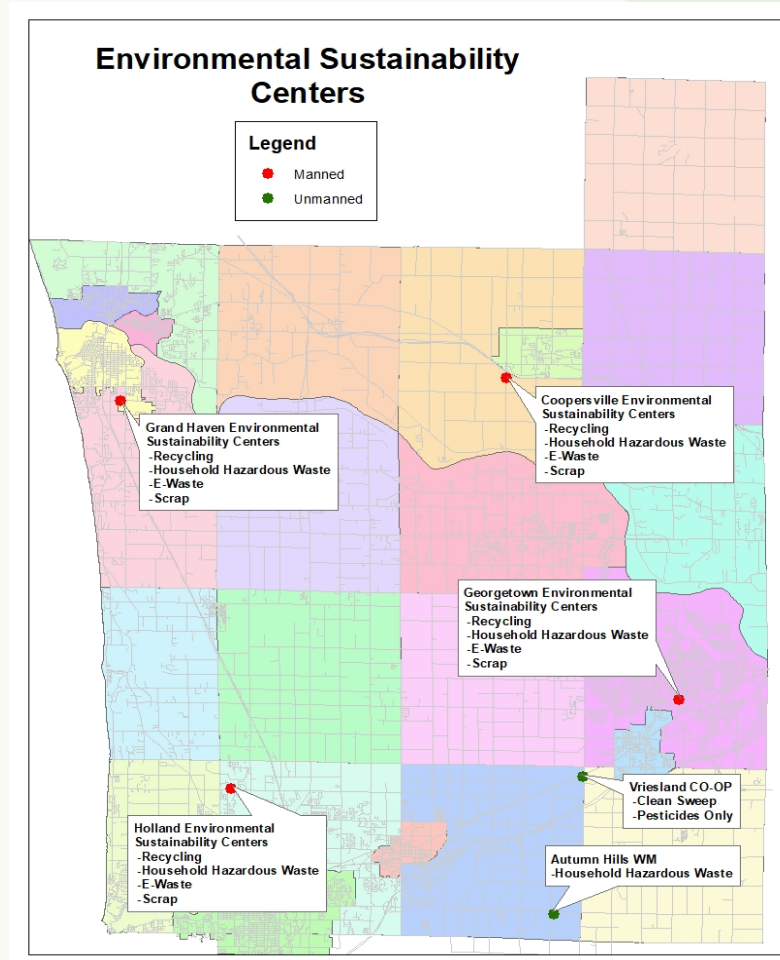 Environmental Sustainability
Centers
Legend
Manned
Unmanned
Coopersville Environmental
Sustainability Centers
-Recycling
-Household Hazardous Waste
-E-Waste
-Scrap
Grand Haven Environmental
Sustainability Centers
-Recycling
-Household Hazardous Waste
-E-Waste
-Scrap
Georgetown Environmental
Sustainability Centers
-Recycling
-Household Hazardous Waste
-E-Waste
-Scrap
Vriesland CO-OP
-Clean Sweep
-Pesticides Only
Holland Environmental
Sustainability Centers
-Recycling
-Household Hazardous Waste
-E-Waste
-Scrap
Autumn Hills WM
-Household Hazardous Waste